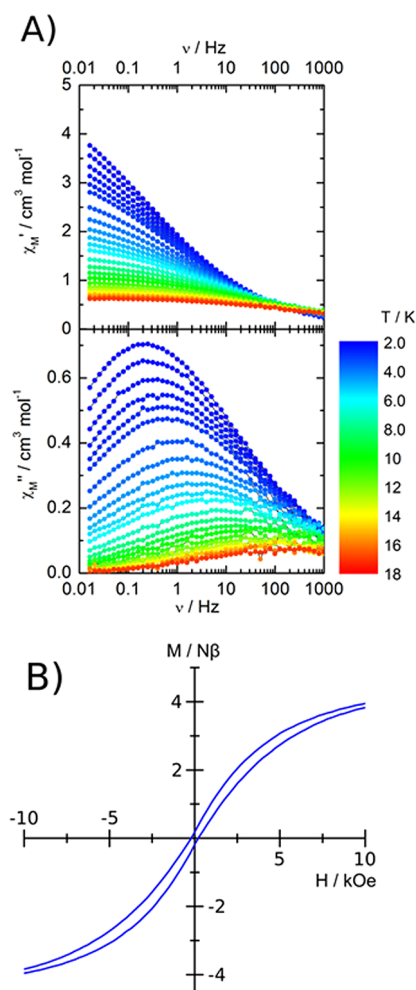 A)
ν / Hz
0.01 0.1 1 10 100 1000
5
4
3
2
1
0
χM' / cm³ mol⁻¹
0.6
0.4
0.2
0.0
χM'' / cm³ mol⁻¹
0.01 0.1 1 10 100 1000
ν / Hz
T / K
2.0
4.0
6.0
8.0
10
12
14
16
18
B)
M / Nβ
4
2
-10 -5
5 10
H / kOe
-2
-4